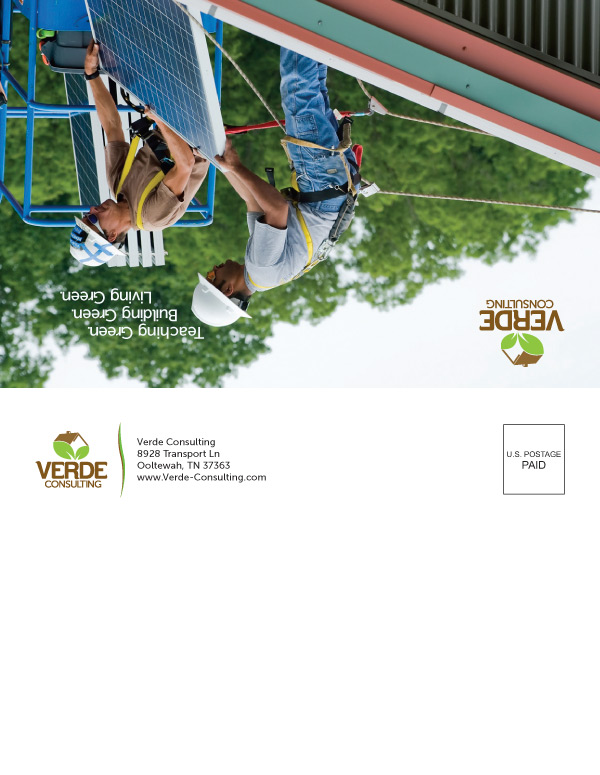 Teaching Green.
Building Green.
Living Green.
VERDE
CONSULTING
VERDE
CONSULTING
Verde Consulting
8928 Transport Ln
Ooltewah, TN 37363
www.Verde-Consulting.com
U.S. POSTAGE
PAID